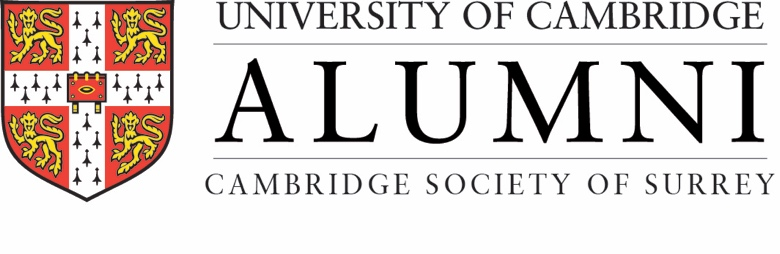 UNIVERSITY OF CAMBRIDGE
ALUMNI
CAMBRIDGE SOCIETY OF SURREY